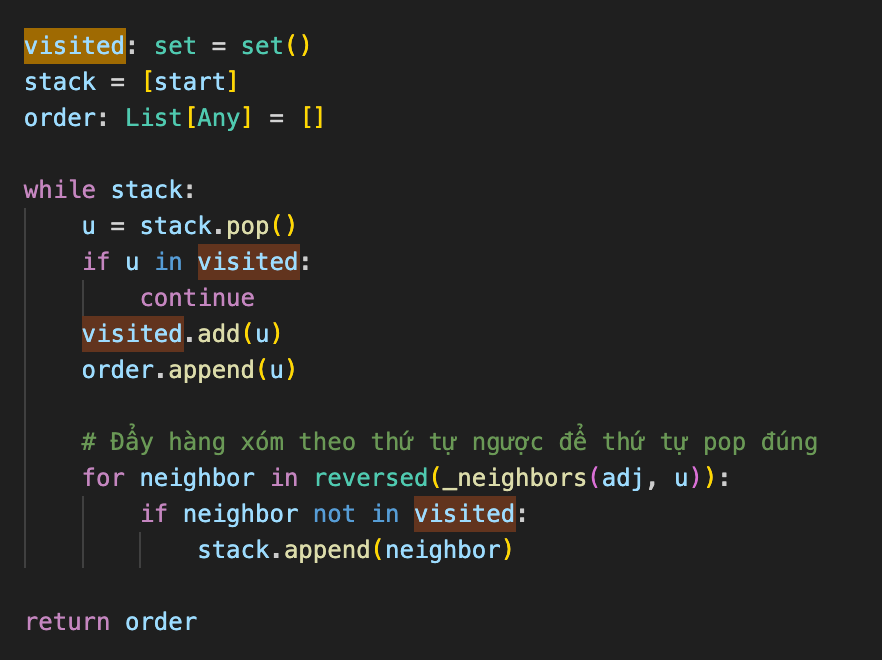 visited: set = set()
stack = [start]
order: List[Any] = []
while stack:
    u = stack.pop()
    if u in visited:
        continue
    visited.add(u)
    order.append(u)
    # Đẩy hàng xóm theo thứ tự ngược để thứ tự pop đúng
    for neighbor in reversed(_neighbors(adj, u)):
        if neighbor not in visited:
            stack.append(neighbor)
return order